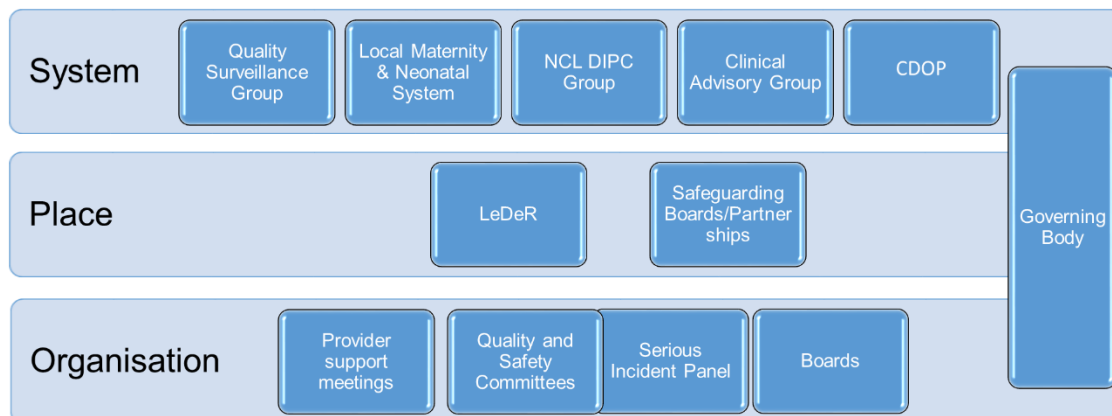 System
Quality
Surveillance
Group
Local Maternity
& Neonatal
System
NCL DIPC
Group
Clinical
Advisory Group
CDOP
Place
LeDeR
Safeguarding
Boards/Partner
ships
Governing
Body
Organisation
Provider
support
meetings
Quality and
Safety
Committees
Serious
Incident Panel
Boards